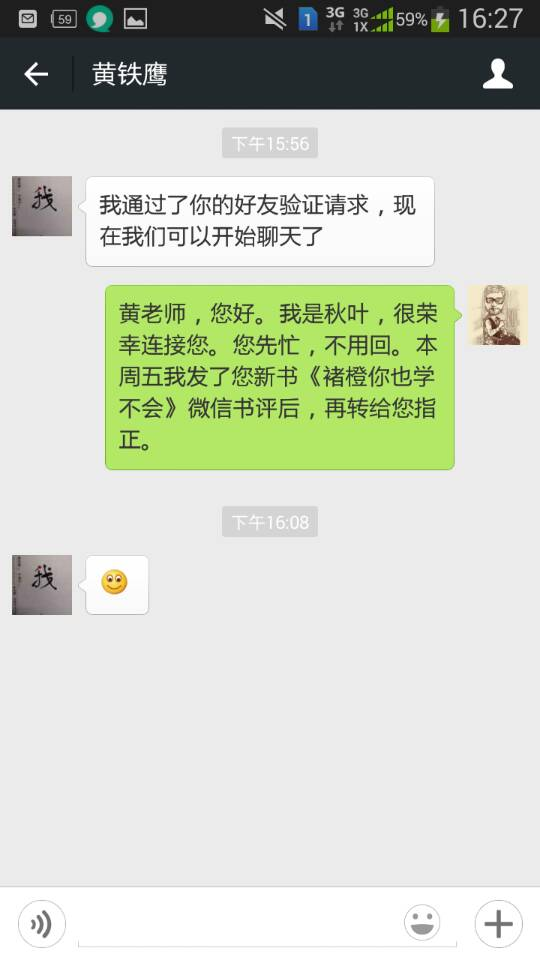 59
1
3G
3G
1X
59%
16:27
黄铁鹰
下午15:56
我
我通过了你的好友验证请求，现
在我们可以开始聊天了
黄老师，您好。我是秋叶，很荣
幸连接您。您先忙，不用回。本
周五我发了您新书《褚橙你也学
不会》微信书评后，再转给您指
正。
下午16:08
我